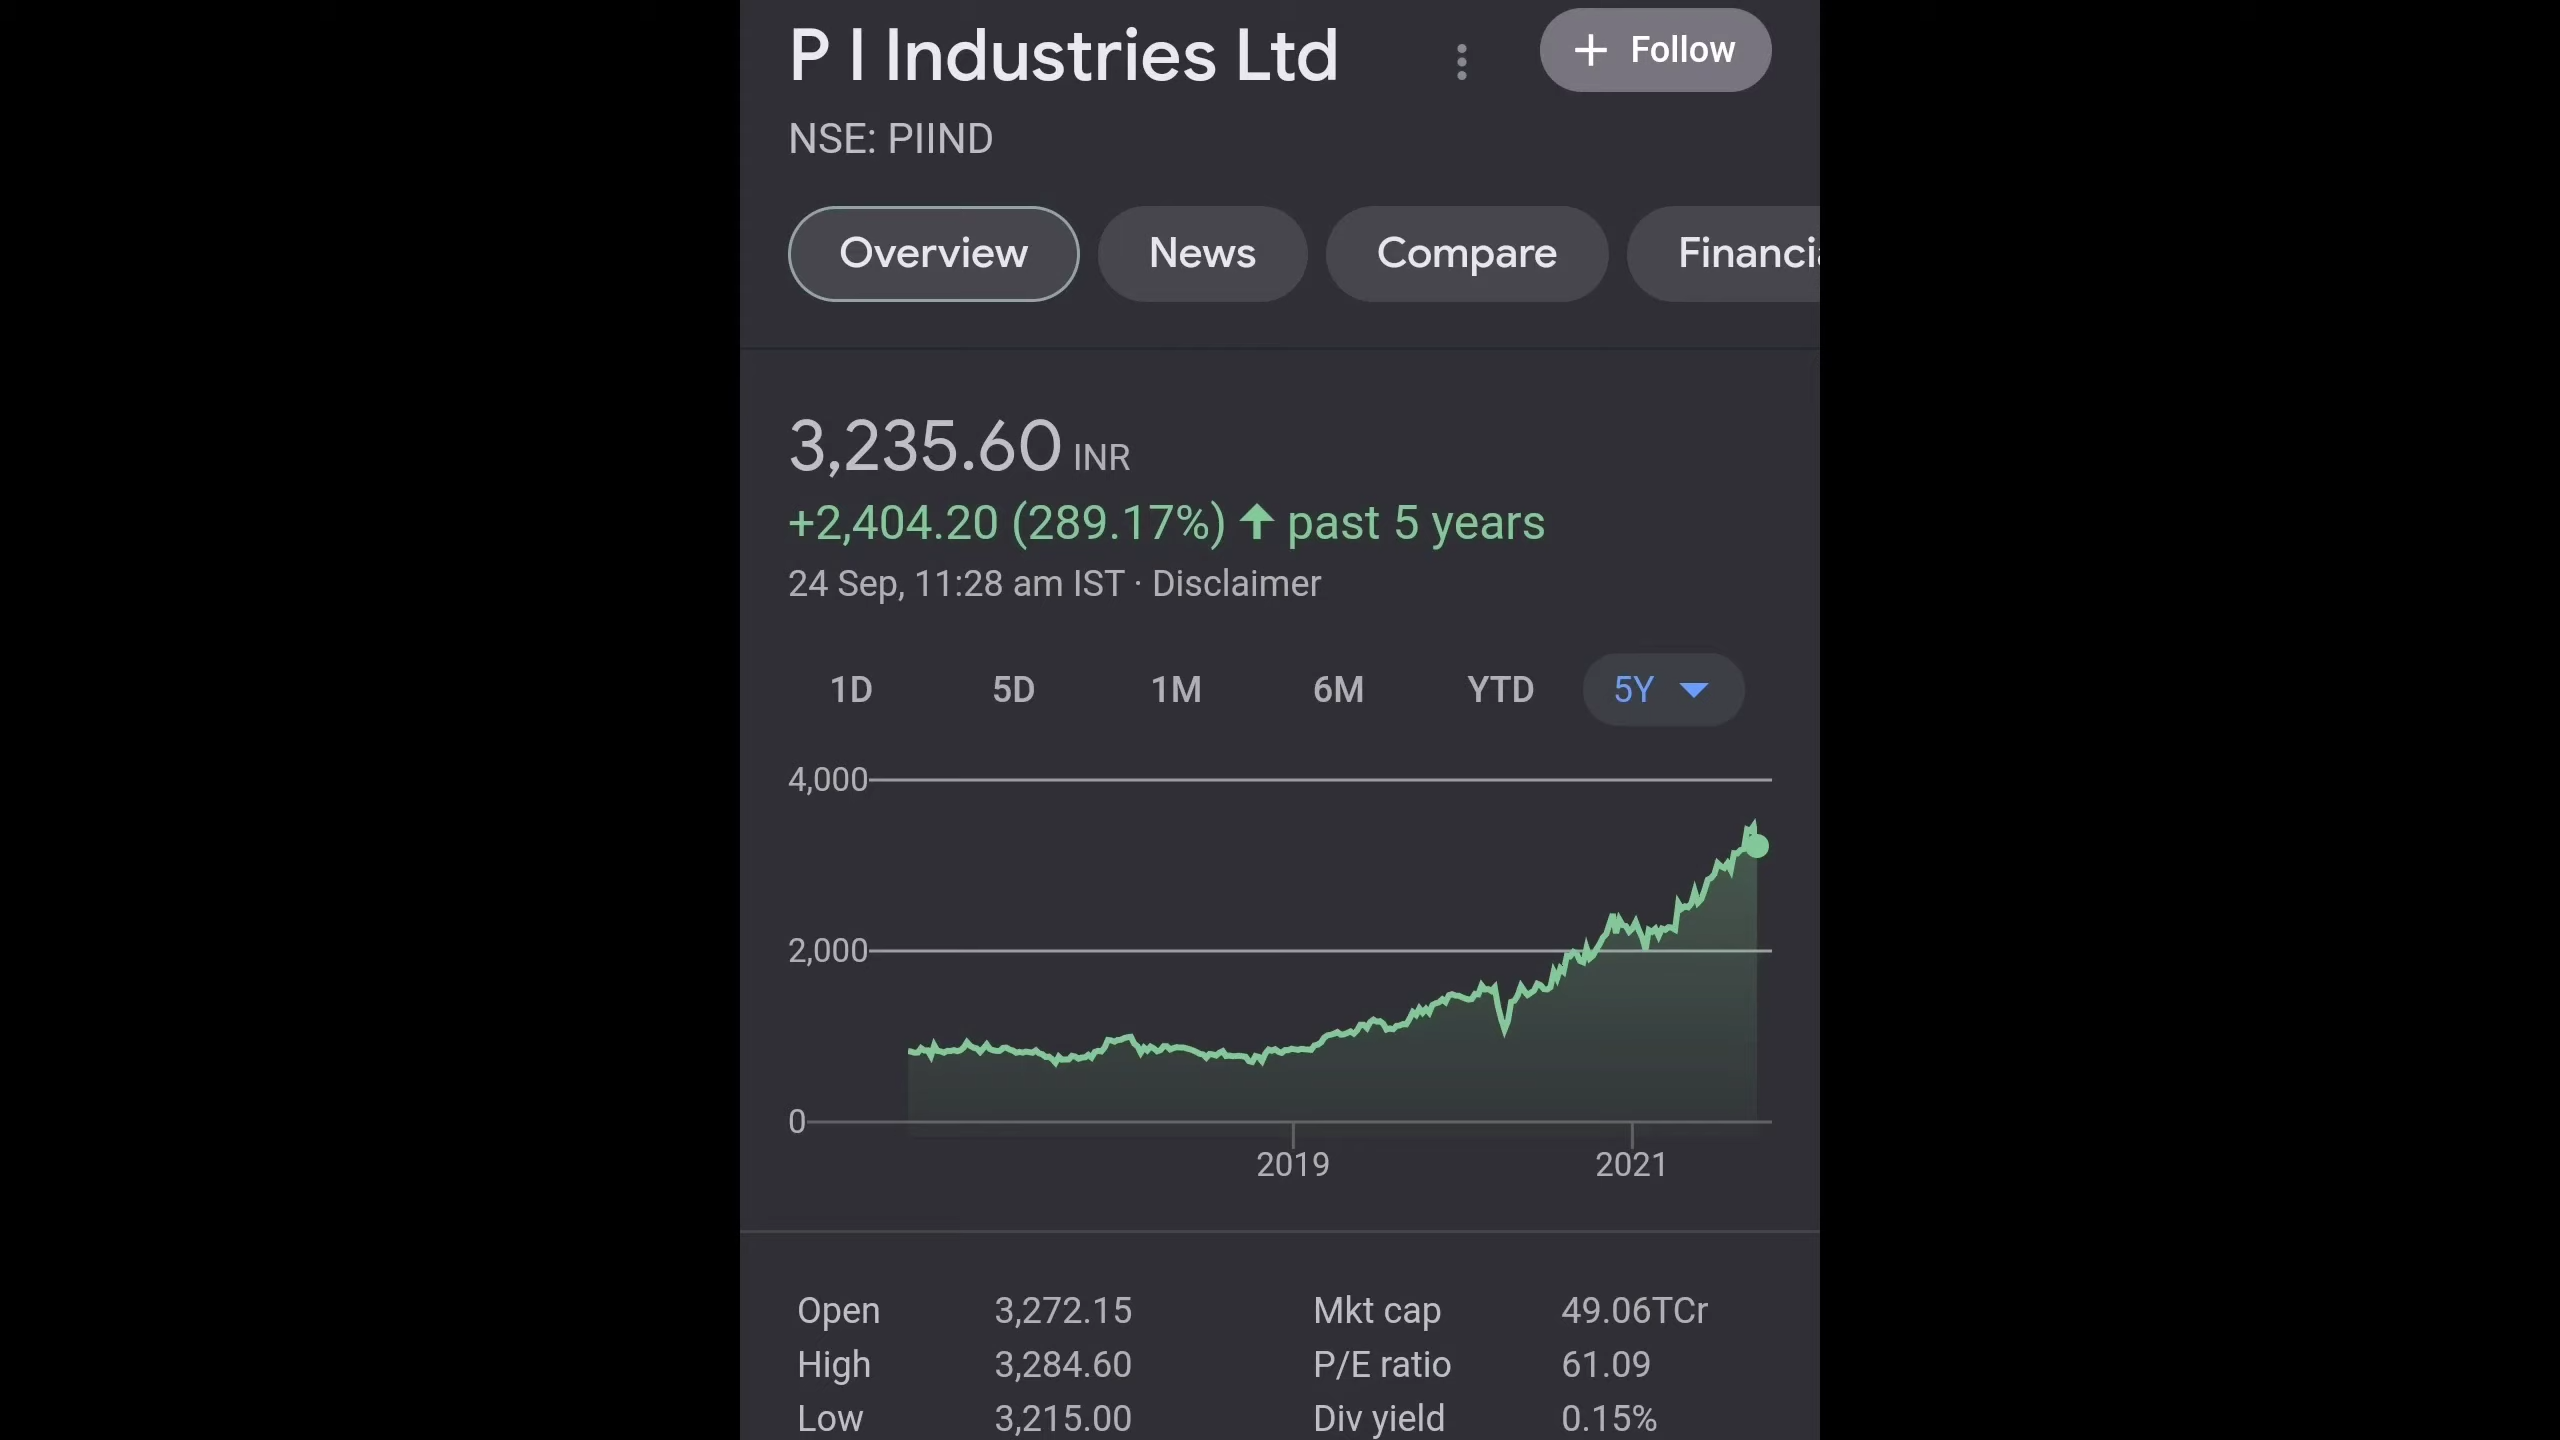 P I Industries Ltd
+ Follow
NSE: PIIND
Overview News Compare
3,235.60 INR
+2,404.20 (289.17%) ↑ past 5 years
24 Sep, 11:28 am IST · Disclaimer
1D 5D 1M 6M YTD 5Y
4,000
2,000
0
2019 2021
Open 3,272.15 Mkt cap 49.06TCr
High 3,284.60 P/E ratio 61.09
Low 3,215.00 Div yield 0.15%